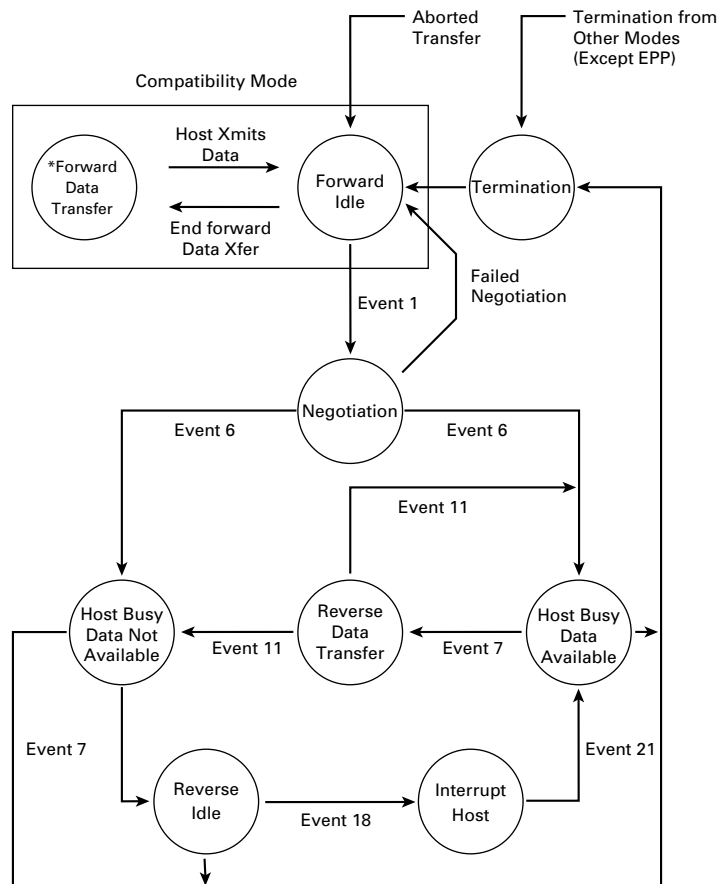 Aborted
Transfer
Termination from
Other Modes
(Except EPP)
Compatibility Mode
*Forward
Data
Transfer
Host Xmits
Data
End forward
Data Xfer
Forward
Idle
Termination
Failed
Negotiation
Event 1
Negotiation
Event 6
Event 6
Event 11
Host Busy
Data Not
Available
Event 11
Reverse
Data
Transfer
Event 7
Host Busy
Data
Available
Event 7
Reverse
Idle
Event 18
Interrupt
Host
Event 21